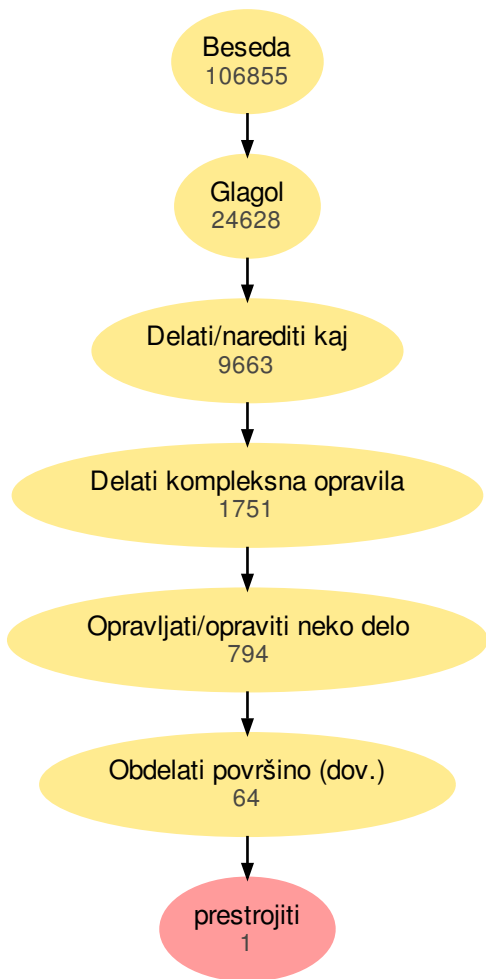 Beseda
106855
Glagol
24628
Delati/narediti kaj
9663
Delati kompleksna opravila
1751
Opravljati/opraviti neko delo
794
Obdelati površino (dov.)
64
prestrojiti
1